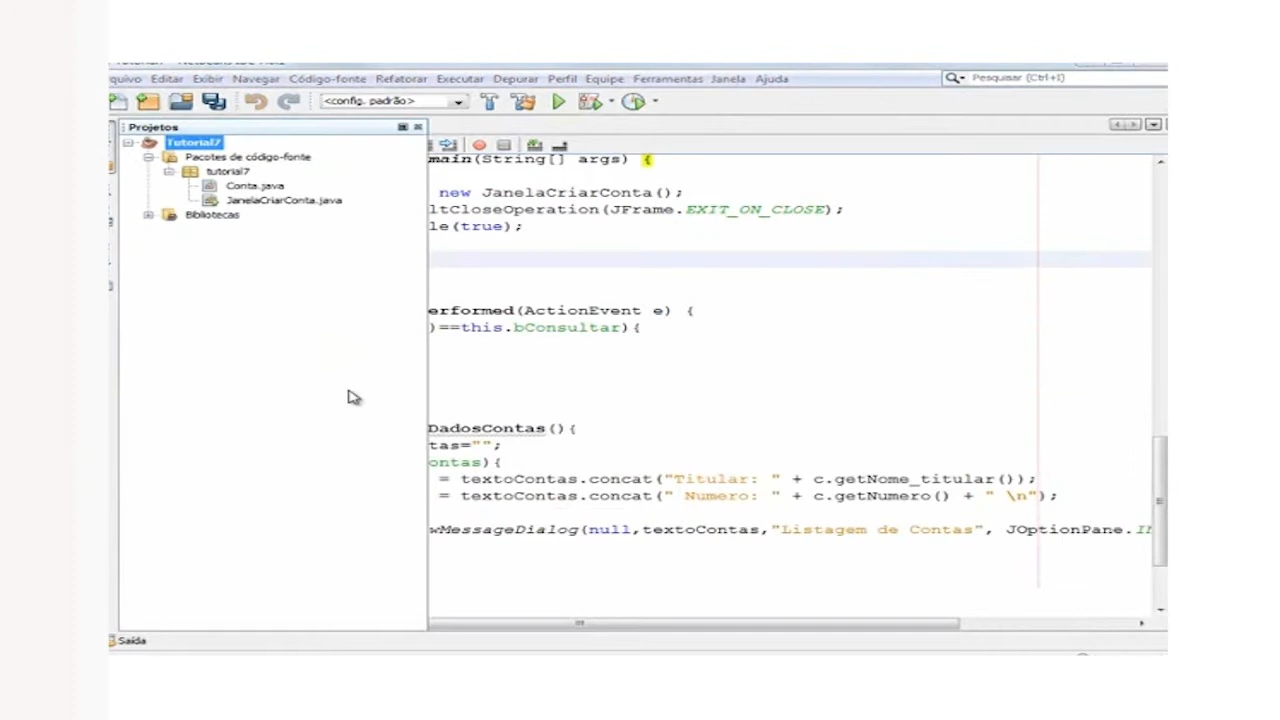 quivo Editar Exibir Navegar Código-fonte Refatorar Executar Depurar Perfil Equipe Ferramentas Janela Ajuda
Pesquisar (Ctrl+I)
<config. padrão>
Projetos
Tutorial7
Pacotes de código-fonte
tutorial7
Conta.java
JanelaCriarConta.java
Bibliotecas
main(String[] args) {
new JanelaCriarConta();
ltCloseOperation(JFrame.EXIT_ON_CLOSE);
le(true);
erformed(ActionEvent e) {
)==this.bConsultar){
DadosContas(){
tas="";
ontas){
= textoContas.concat("Titular: " + c.getNome_titular());
= textoContas.concat(" Numero: " + c.getNumero() + " \n");
wMessageDialog(null,textoContas,"Listagem de Contas", JOptionPane.IN
Saída